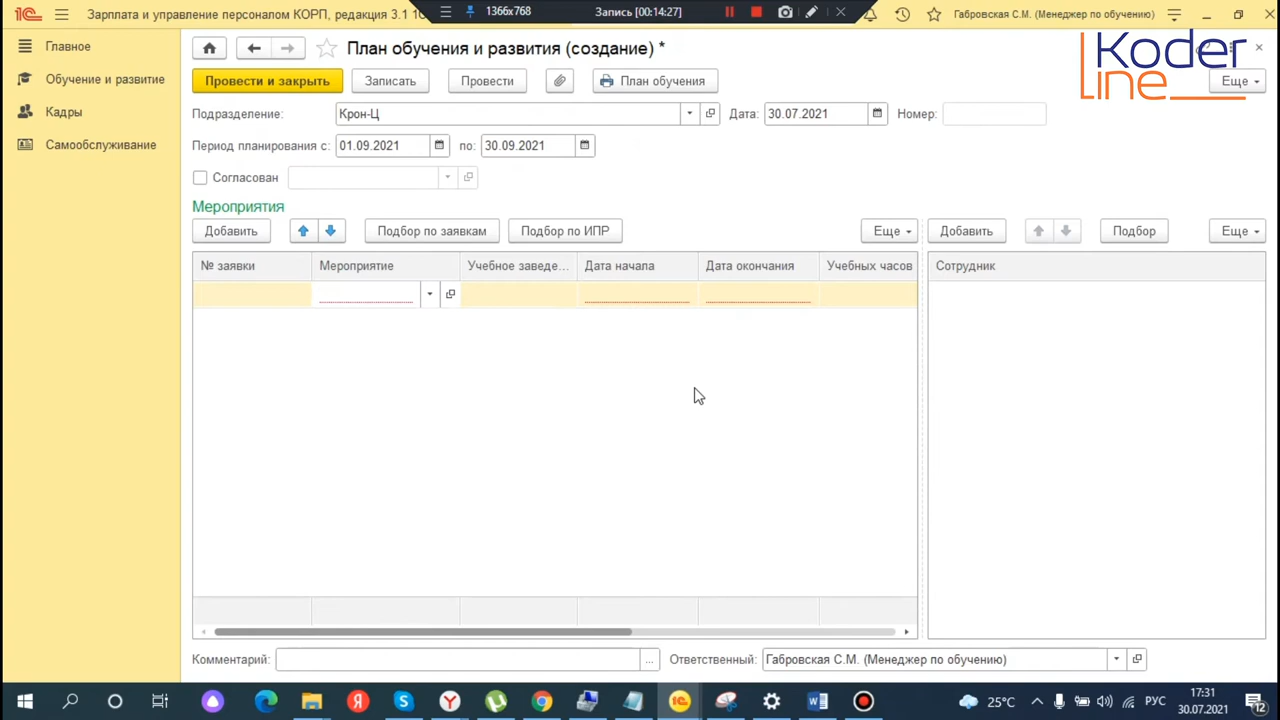 Зарплата и управление персоналом КОРП, редакция 3.1 1
1366x768
Запись [00:14:27]
Габровская С.М. (Менеджер по обучению)
Koder
line
Главное
Обучение и развитие
Кадры
Самообслуживание
План обучения и развития (создание) *
Провести и закрыть
Записать
Провести
План обучения
Еще
Подразделение:
Крон-Ц
Дата:
30.07.2021
Номер:
Период планирования с:
01.09.2021
по:
30.09.2021
Согласован
Мероприятия
Добавить
Подбор по заявкам
Подбор по ИПР
Еще
Добавить
Подбор
Еще
№ заявки
Мероприятие
Учебное заведе...
Дата начала
Дата окончания
Учебных часов
Сотрудник
Комментарий:
...
Ответственный:
Габровская С.М. (Менеджер по обучению)
25°C
РУС
17:31
30.07.2021
12